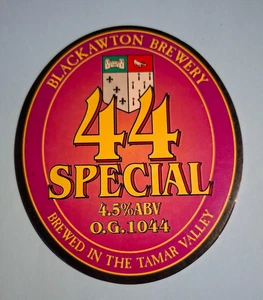 BLACKAWTON BREWERY
44
SPECIAL
4.5% ABV
O.G. 1044
BREWED IN THE TAMAR VALLEY